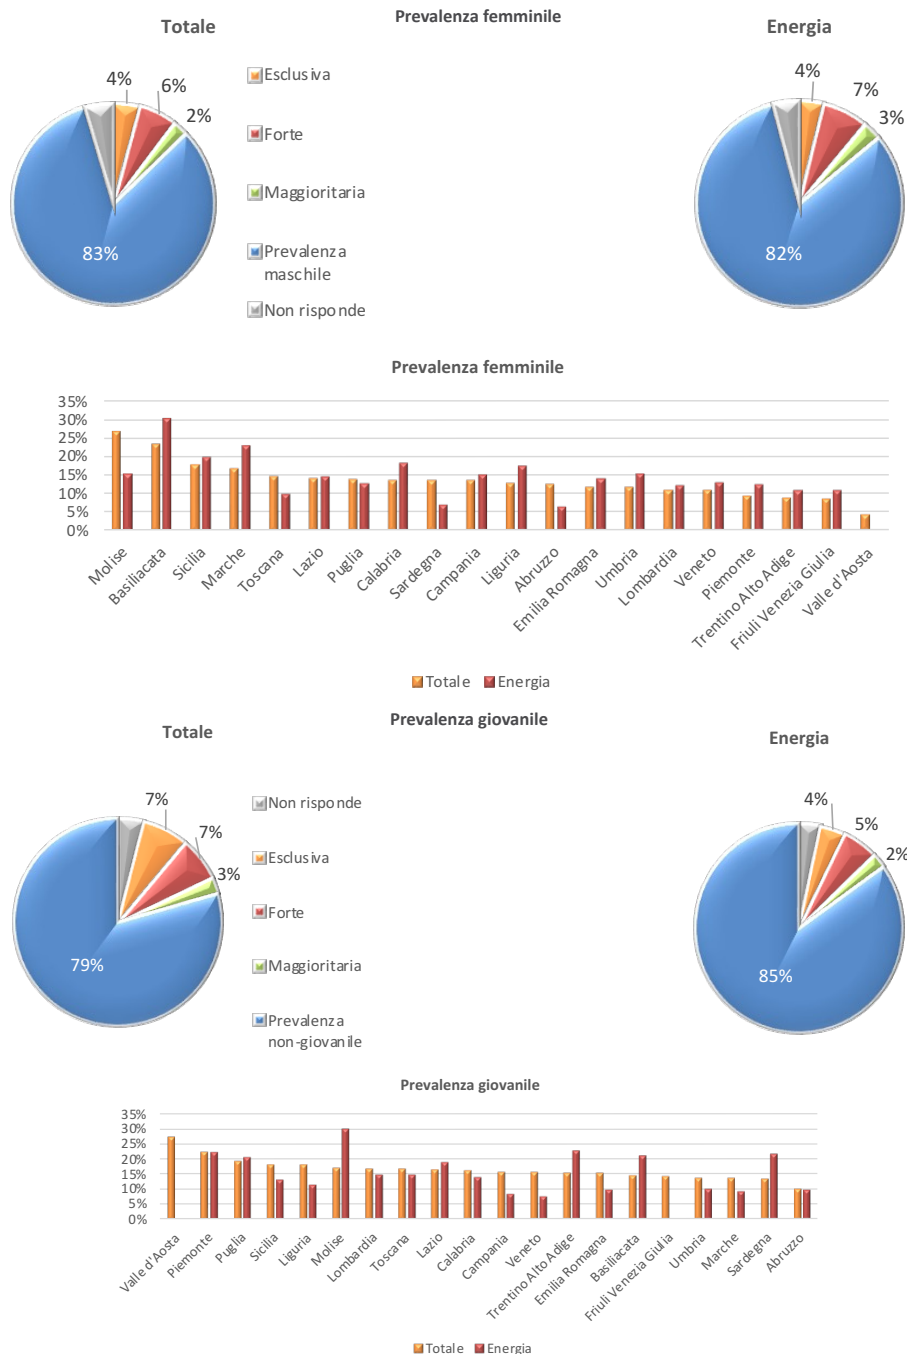 Prevalenza femminile
Totale
Energia
4%
6%
2%
83%
Esclusiva
Forte
Maggioritaria
Prevalenza
maschile
Non risponde
4%
7%
3%
82%
Prevalenza femminile
35%
30%
25%
20%
15%
10%
5%
0%
Molise
Basiliacata
Sicilia
Marche
Toscana
Lazio
Puglia
Calabria
Sardegna
Campania
Liguria
Abruzzo
Emilia Romagna
Umbria
Lombardia
Veneto
Piemonte
Trentino Alto Adige
Friuli Venezia Giulia
Valle d'Aosta
Totale Energia
Prevalenza giovanile
Totale
Energia
7%
7%
3%
79%
Non risponde
Esclusiva
Forte
Maggioritaria
Prevalenza
non-giovanile
4%
5%
2%
85%
Prevalenza giovanile
35%
30%
25%
20%
15%
10%
5%
0%
Valle d'Aosta
Piemonte
Puglia
Sicilia
Liguria
Molise
Lombardia
Toscana
Lazio
Calabria
Campania
Veneto
Trentino Alto Adige
Emilia Romagna
Basiliacata
Friuli Venezia Giulia
Umbria
Marche
Sardegna
Abruzzo
Totale Energia